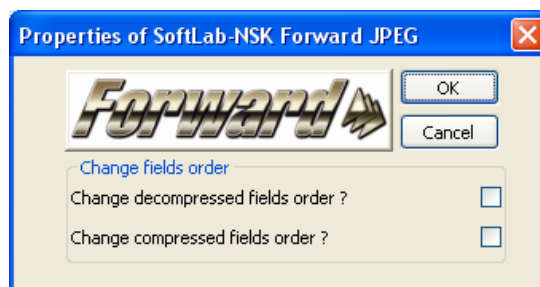 Properties of SoftLab-NSK Forward JPEG
Forward
OK
Cancel
Change fields order
Change decompressed fields order ?
Change compressed fields order ?